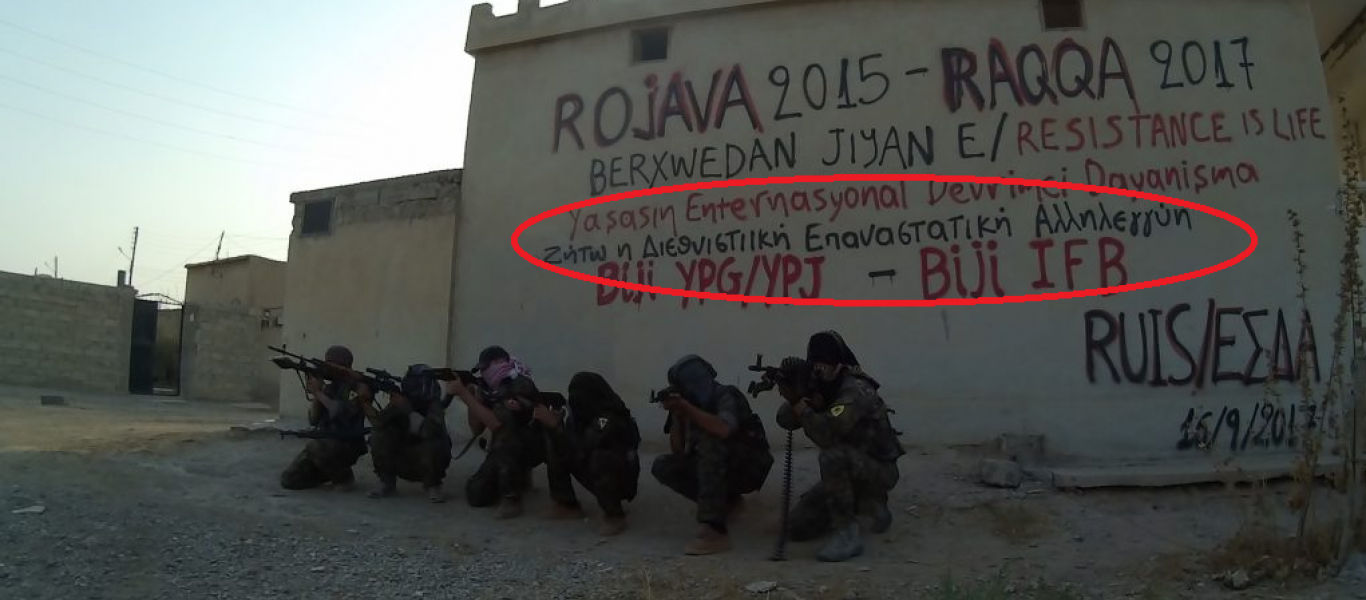 ROJAVA 2015 - RAQQA 2017
BERXWEDAN JIYAN E/RESISTANCE IS LIFE
Yaşasın Enternasyonal Devrimci Dayanışma
Ζήτω η Διεθνιστιική Επαναστατική Αλληλεγγύη
Biji YPG/YPJ - BiJi IFB
RUIS/ΕΣΔΑ
16/9/2017